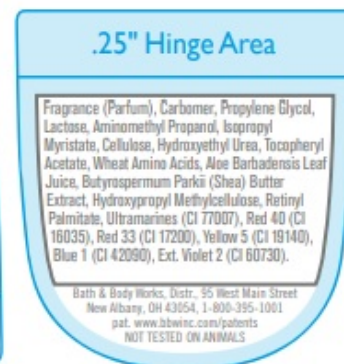 .25" Hinge Area
Fragrance (Parfum), Carbomer, Propylene Glycol,
Lactose, Aminomethyl Propanol, Isopropyl
Myristate, Cellulose, Hydroxyethyl Urea, Tocopheryl
Acetate, Wheat Amino Acids, Aloe Barbadensis Leaf
Juice, Butyrospermum Parkii (Shea) Butter
Extract, Hydroxypropyl Methylcellulose, Retinyl
Palmitate, Ultramarines (CI 77007), Red 40 (CI
16035), Red 33 (CI 17200), Yellow 5 (CI 19140),
Blue 1 (CI 42090), Ext. Violet 2 (CI 60730).
Bath & Body Works, Distr., 95 West Main Street
New Albany, OH 43054, 1-800-395-1001
pat. www.bbwinc.com/patents
NOT TESTED ON ANIMALS